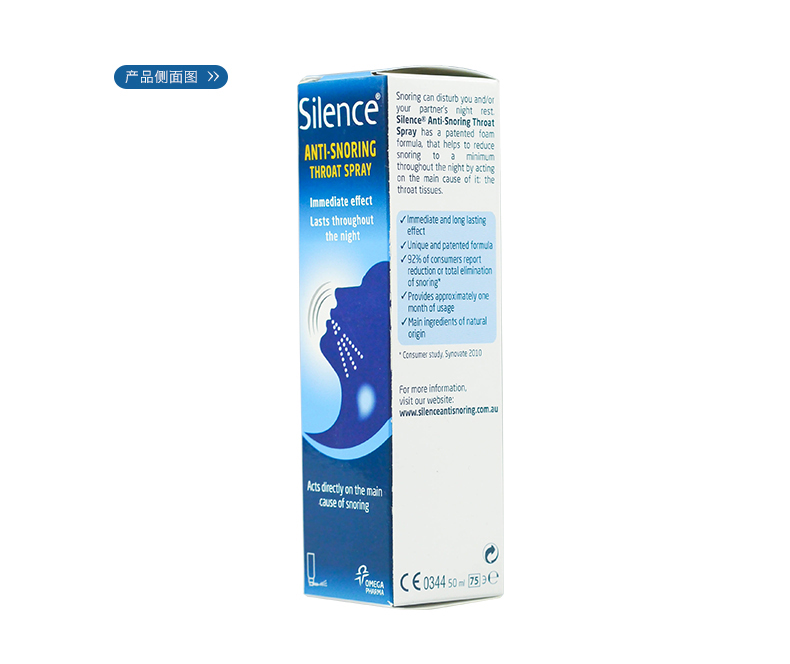 产品侧面图 »
Silence®
ANTI-SNORING
THROAT SPRAY
Immediate effect
Lasts throughout
the night
Acts directly on the main
cause of snoring
OMEGA
PHARMA
Snoring can disturb you and/or
your partner's night rest.
Silence® Anti-Snoring Throat
Spray has a patented foam
formula, that helps to reduce
snoring to a minimum
throughout the night by acting
on the main cause of it: the
throat tissues.
✓Immediate and long lasting
effect
✓Unique and patented formula
✓92% of consumers report
reduction or total elimination
of snoring*
✓Provides approximately one
month of usage
✓Main ingredients of natural
origin
* Consumer study. Synovate 2010
For more information,
visit our website:
www.silenceantisnoring.com.au
CE 0344 50 ml 75 ℮